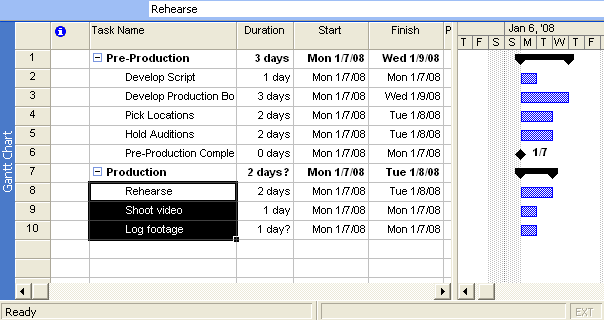 Rehearse
Task Name Duration Start Finish P Jan 6, '08
T F S S M T W T F S
1 Pre-Production 3 days Mon 1/7/08 Wed 1/9/08
2 Develop Script 1 day Mon 1/7/08 Mon 1/7/08
3 Develop Production Bo 3 days Mon 1/7/08 Wed 1/9/08
4 Pick Locations 2 days Mon 1/7/08 Tue 1/8/08
5 Hold Auditions 2 days Mon 1/7/08 Tue 1/8/08
6 Pre-Production Comple 0 days Mon 1/7/08 Mon 1/7/08 1/7
7 Production 2 days? Mon 1/7/08 Tue 1/8/08
8 Rehearse 2 days Mon 1/7/08 Tue 1/8/08
9 Shoot video 1 day Mon 1/7/08 Mon 1/7/08
10 Log footage 1 day? Mon 1/7/08 Mon 1/7/08
Gantt Chart
Ready EXT